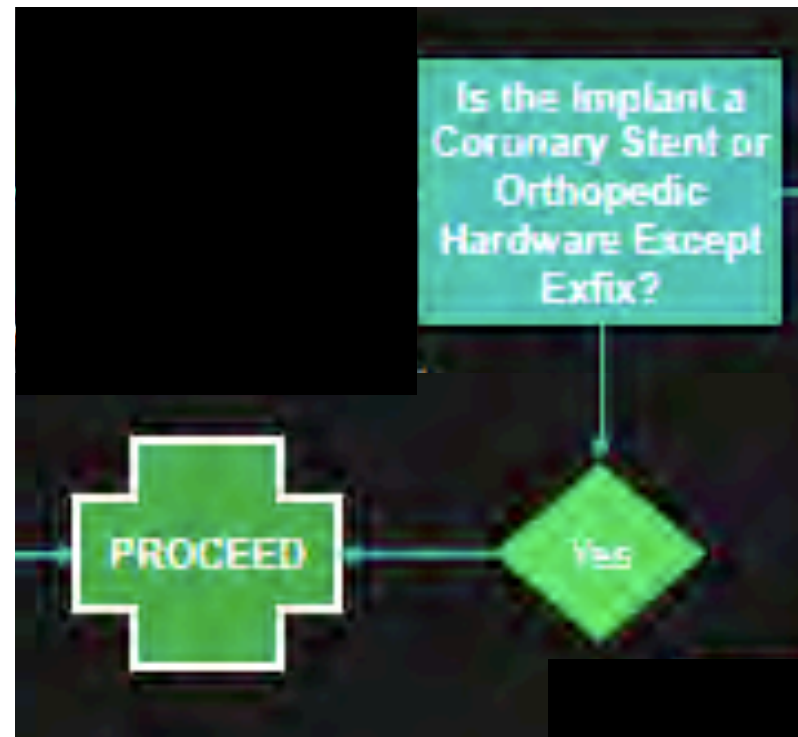 Is the Implant a
Coronary Stent or
Orthopedic
Hardware Except
Exfix?
PROCEED
Yes